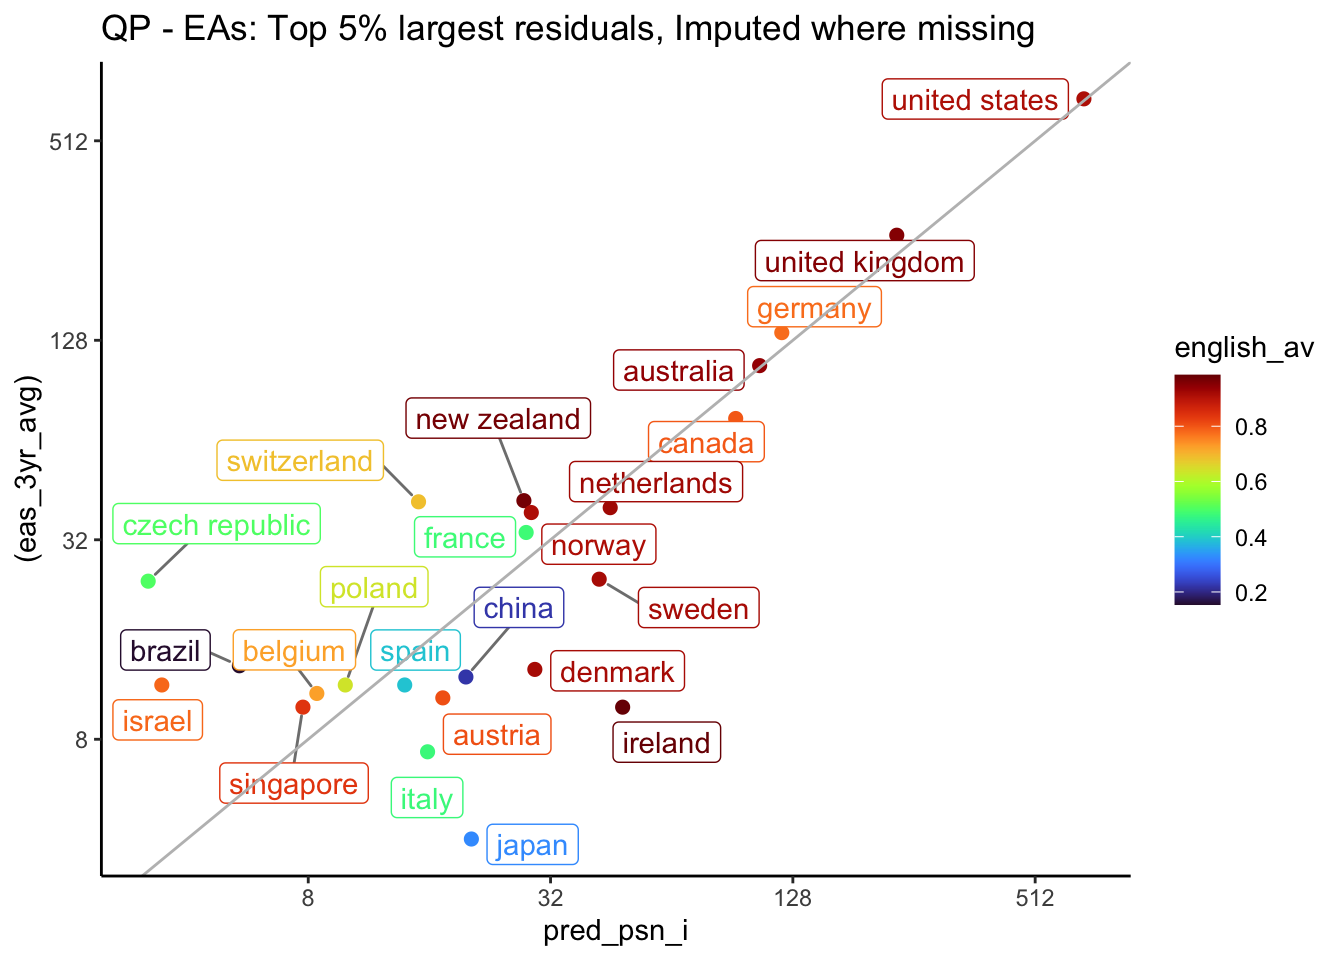 QP - EAs: Top 5% largest residuals, Imputed where missing
united states
512
united kingdom
germany
english_av
128
australia
new zealand
0.8
canada
switzerland
netherlands
0.6
(eas_3yr_avg)
czech republic
france
32
norway
0.4
poland
china
sweden
0.2
brazil
belgium
spain
denmark
israel
austria
8
ireland
singapore
italy
japan
8
32
128
512
pred_psn_i